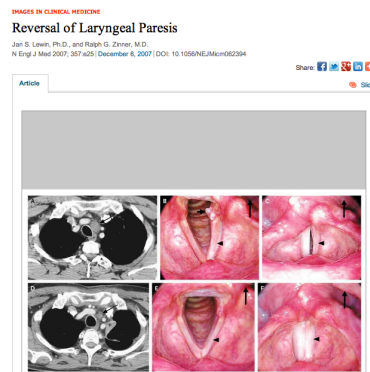 IMAGES IN CLINICAL MEDICINE
Reversal of Laryngeal Paresis
Jan S. Lewin, Ph.D., and Ralph G. Zinner, M.D.
N Engl J Med 2007; 357:e25 | December 6, 2007 | DOI: 10.1056/NEJMicm062394
Share:
Article
Slid
A
B
C
D
E
F